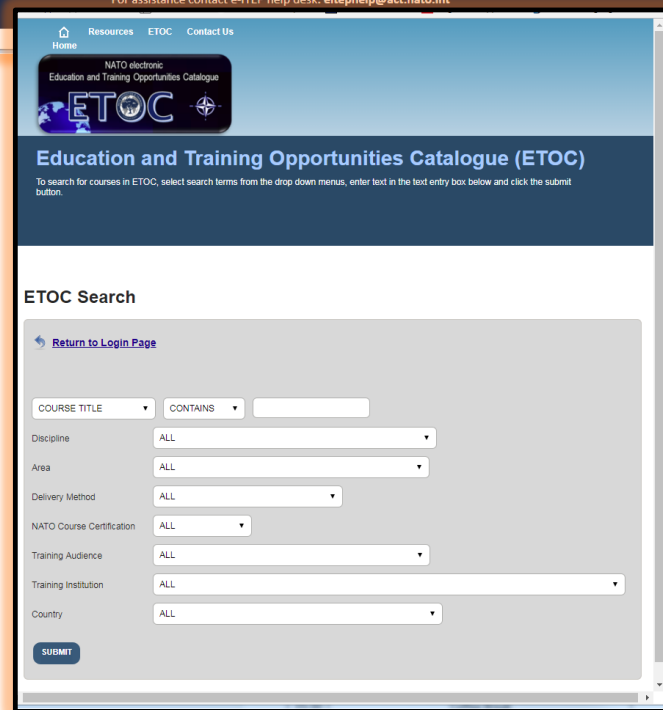 For assistance contact e-ITEP help desk: eitephelp@act.nato.int
Resources ETOC Contact Us
Home
NATO electronic
Education and Training Opportunities Catalogue
ETOC
Education and Training Opportunities Catalogue (ETOC)
To search for courses in ETOC, select search terms from the drop down menus, enter text in the text entry box below and click the submit
button.
ETOC Search
Return to Login Page
COURSE TITLE CONTAINS
Discipline ALL
Area ALL
Delivery Method ALL
NATO Course Certification ALL
Training Audience ALL
Training Institution ALL
Country ALL
SUBMIT